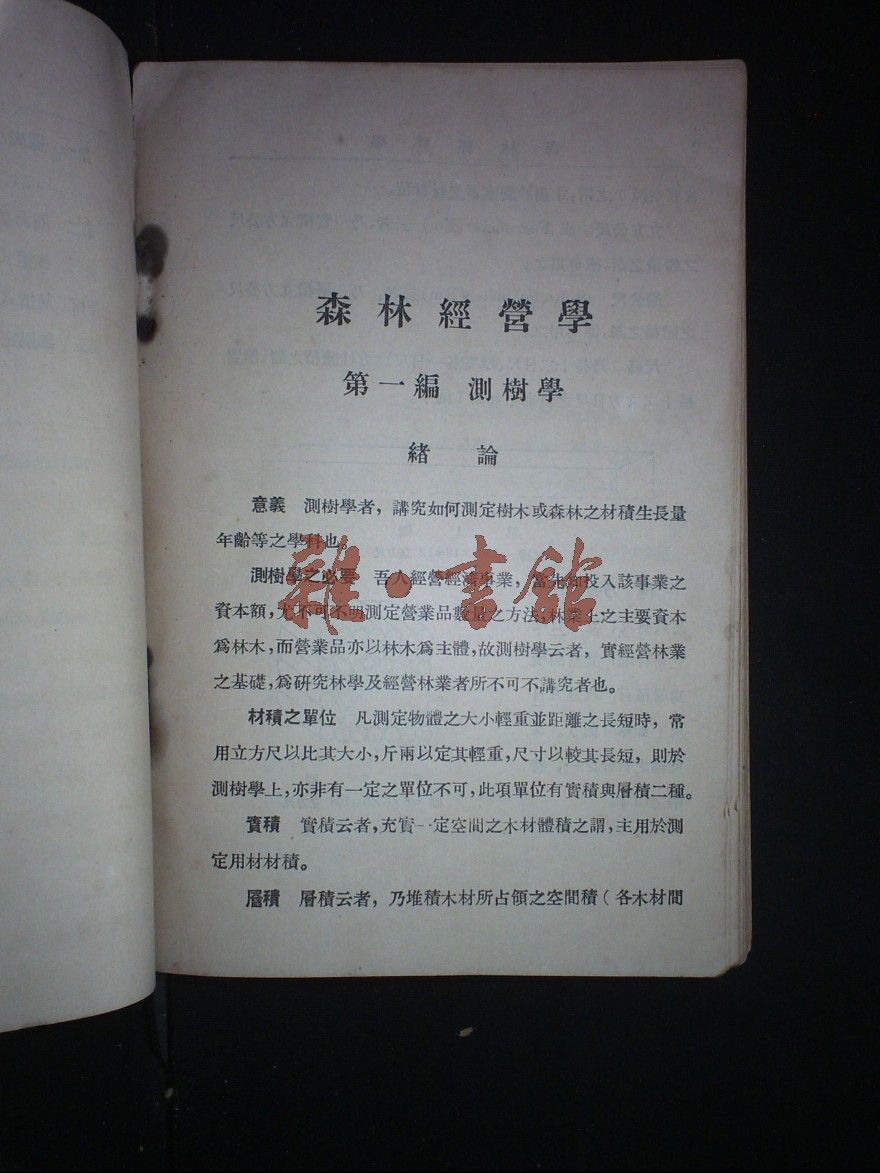 森林經營學
第一編 測樹學
緒 論
意義 測樹學者，講究如何測定樹木或森林之材積生長量
年齡等之學科也。
測樹學之必要 吾人經營經濟事業，當先知投入該事業之
資本額，尤不可不明測定營業品數量之方法；林業上之主要資本
爲林木，而營業品亦以林木爲主體，故測樹學云者，實經營林業
之基礎，爲研究林學及經營林業者所不可不講究者也。
材積之單位 凡測定物體之大小輕重並距離之長短時，常
用立方尺以比其大小，斤兩以定其輕重，尺寸以較其長短，則於
測樹學上，亦非有一定之單位不可，此項單位有實積與層積二種。
實積 實積云者，充實一定空間之木材體積之謂，主用於測
定用材材積。
層積 層積云者，乃堆積木材所占領之空間積（各木材間
雜·書館